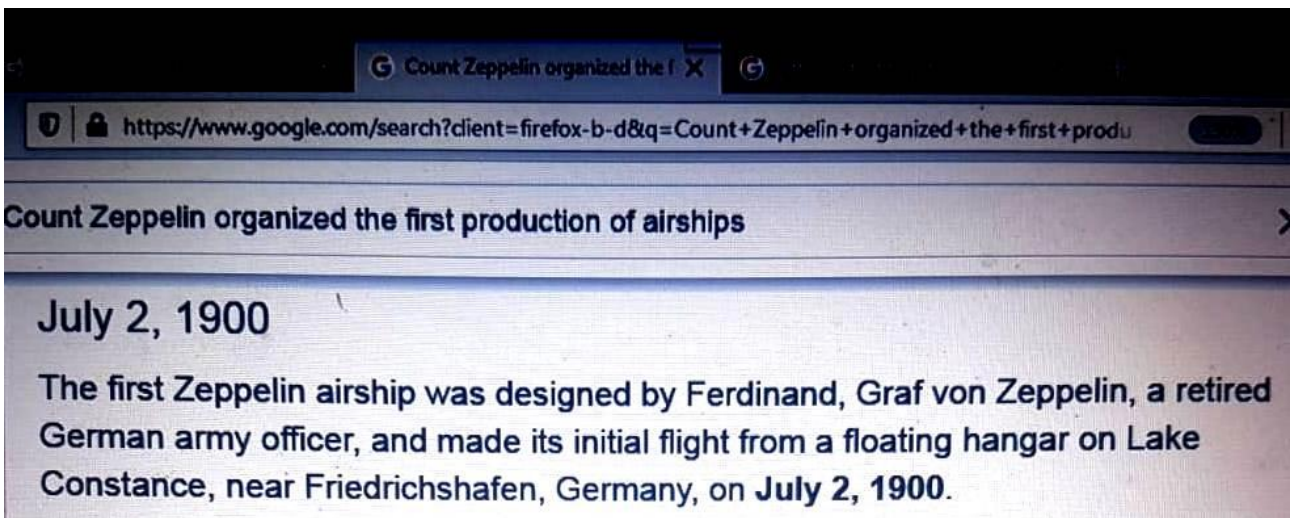 Count Zeppelin organized the f
https://www.google.com/search?client=firefox-b-d&q=Count+Zeppelin+organized+the+first+produ
Count Zeppelin organized the first production of airships
July 2, 1900
The first Zeppelin airship was designed by Ferdinand, Graf von Zeppelin, a retired
German army officer, and made its initial flight from a floating hangar on Lake
Constance, near Friedrichshafen, Germany, on July 2, 1900.